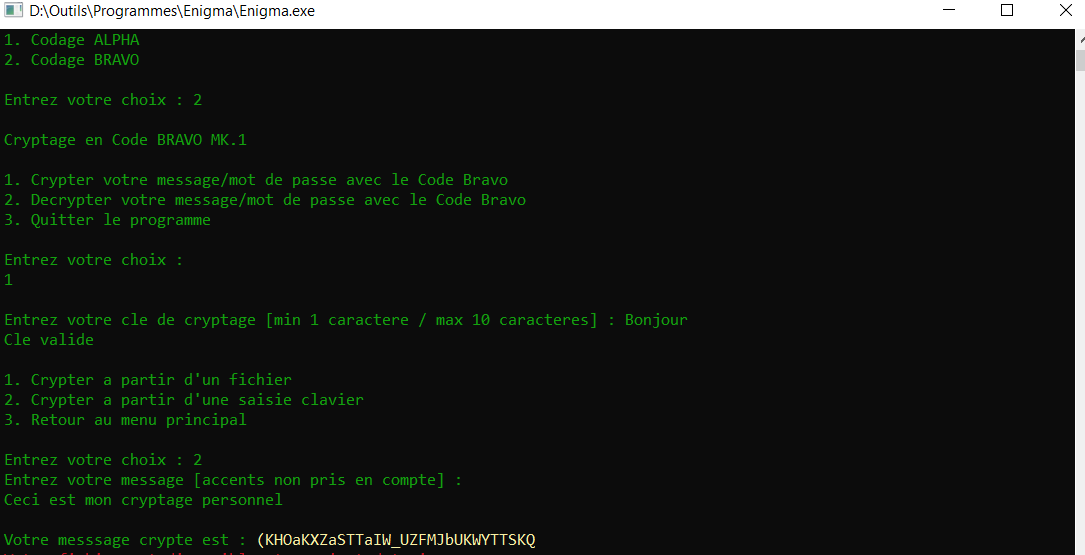 D:\Outils\Programmes\Enigma\Enigma.exe
1. Codage ALPHA
2. Codage BRAVO
Entrez votre choix : 2
Cryptage en Code BRAVO MK.1
1. Crypter votre message/mot de passe avec le Code Bravo
2. Decrypter votre message/mot de passe avec le Code Bravo
3. Quitter le programme
Entrez votre choix :
1
Entrez votre cle de cryptage [min 1 caractere / max 10 caracteres] : Bonjour
Cle valide
1. Crypter a partir d'un fichier
2. Crypter a partir d'une saisie clavier
3. Retour au menu principal
Entrez votre choix : 2
Entrez votre message [accents non pris en compte] :
Ceci est mon cryptage personnel
Votre messsage crypte est : (KHOaKXZaSTTaIW_UZFMJbUKWYTTSKQ